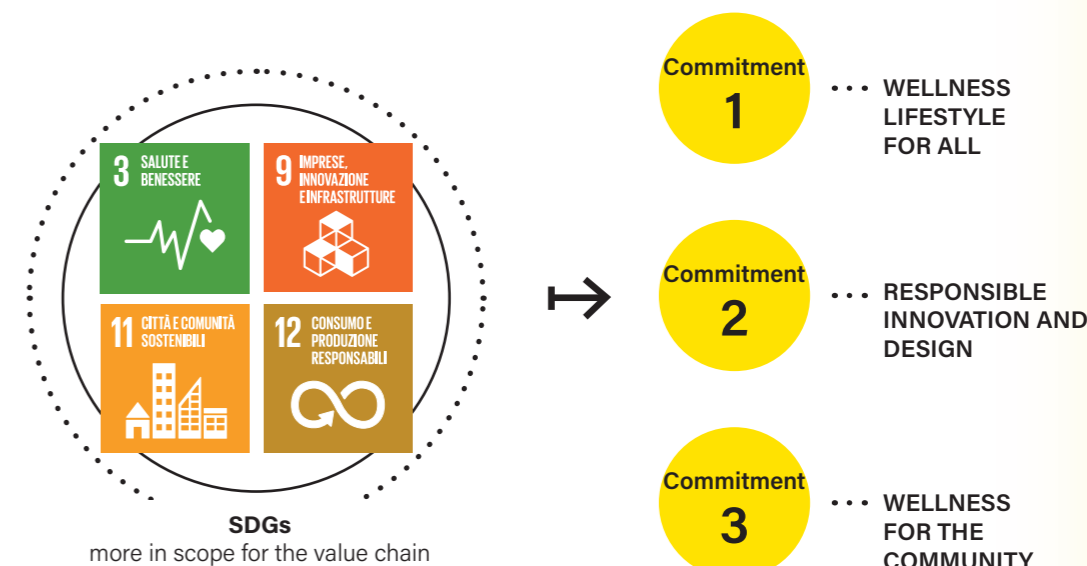 3 SALUTE E
BENESSERE
9 IMPRESE,
INNOVAZIONE
E INFRASTRUTTURE
11 CITTÀ E COMUNITÀ
SOSTENIBILI
12 CONSUMO E
PRODUZIONE
RESPONSABILI
SDGs
more in scope for the value chain
Commitment
1
WELLNESS
LIFESTYLE
FOR ALL
Commitment
2
RESPONSIBLE
INNOVATION AND
DESIGN
Commitment
3
WELLNESS
FOR THE
COMMUNITY